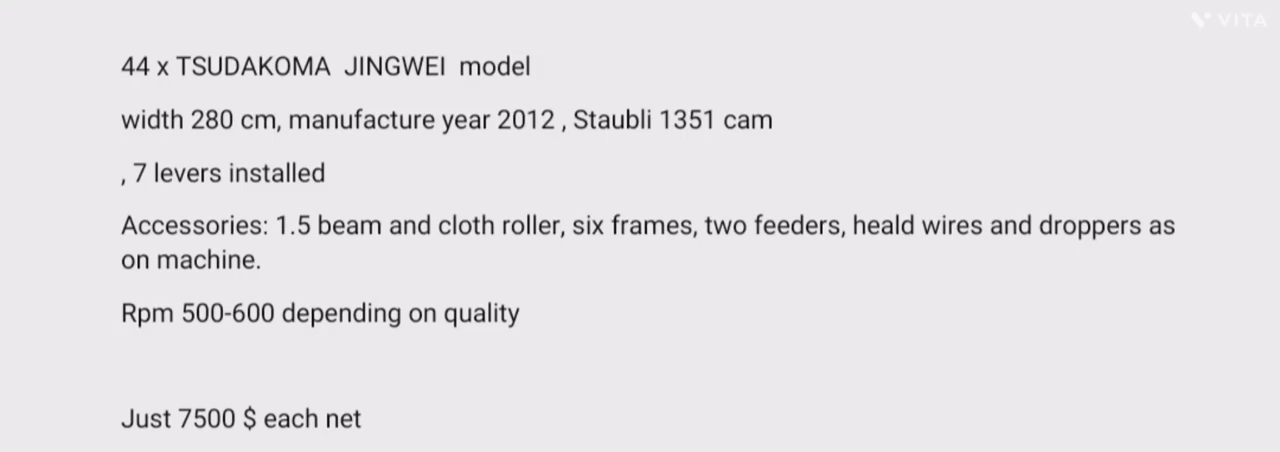 VITA
44 x TSUDAKOMA JINGWEI model
width 280 cm, manufacture year 2012 , Staubli 1351 cam
, 7 levers installed
Accessories: 1.5 beam and cloth roller, six frames, two feeders, heald wires and droppers as
on machine.
Rpm 500-600 depending on quality
Just 7500 $ each net